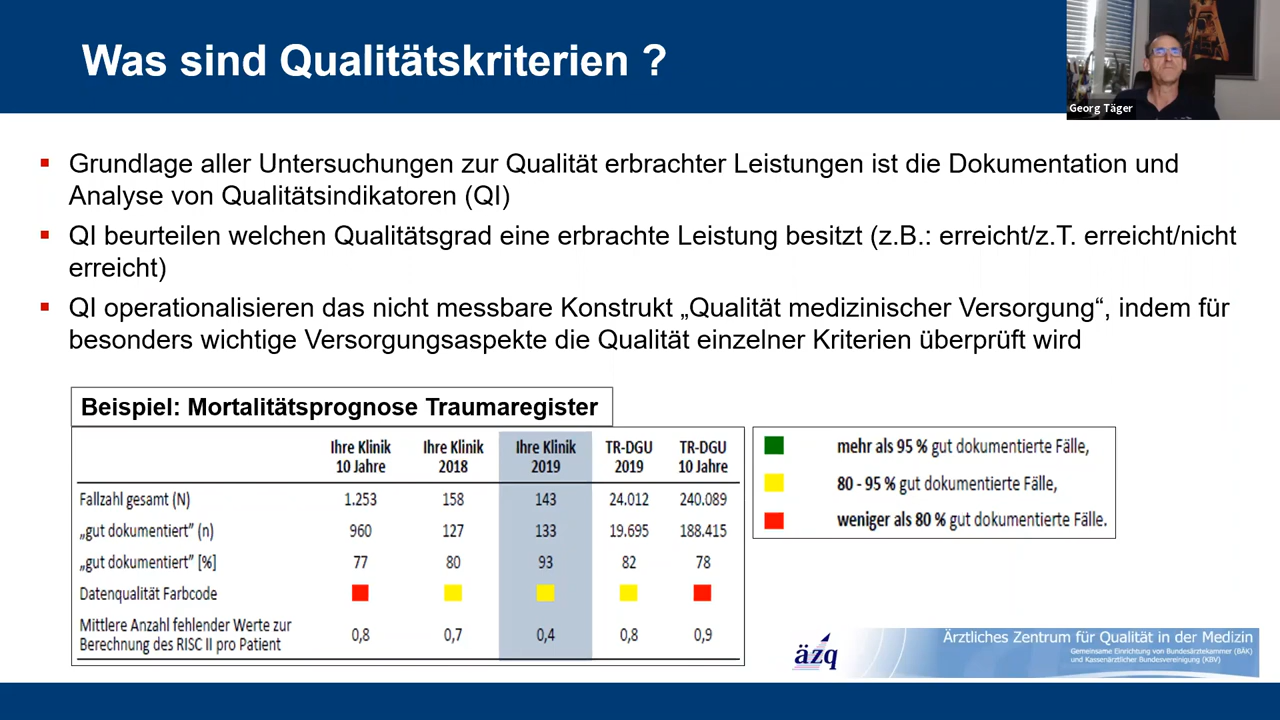 Was sind Qualitätskriterien ?
Georg Täger
Grundlage aller Untersuchungen zur Qualität erbrachter Leistungen ist die Dokumentation und
Analyse von Qualitätsindikatoren (QI)
QI beurteilen welchen Qualitätsgrad eine erbrachte Leistung besitzt (z.B.: erreicht/z.T. erreicht/nicht
erreicht)
QI operationalisieren das nicht messbare Konstrukt „Qualität medizinischer Versorgung“, indem für
besonders wichtige Versorgungsaspekte die Qualität einzelner Kriterien überprüft wird
Beispiel: Mortalitätsprognose Traumaregister
Ihre Klinik Ihre Klinik Ihre Klinik TR-DGU TR-DGU
10 Jahre 2018 2019 2019 10 Jahre
Fallzahl gesamt (N) 1.253 158 143 24.012 240.089
„gut dokumentiert” (n) 960 127 133 19.695 188.415
„gut dokumentiert” [%] 77 80 93 82 78
Datenqualität Farbcode
Mittlere Anzahl fehlender Werte zur
Berechnung des RISC II pro Patient 0,8 0,7 0,4 0,8 0,9
mehr als 95 % gut dokumentierte Fälle,
80 - 95 % gut dokumentierte Fälle,
weniger als 80 % gut dokumentierte Fälle.
äzq
Ärztliches Zentrum für Qualität in der Medizin
Gemeinsame Einrichtung von Bundesärztekammer (BÄK)
und Kassenärztlicher Bundesvereinigung (KBV)